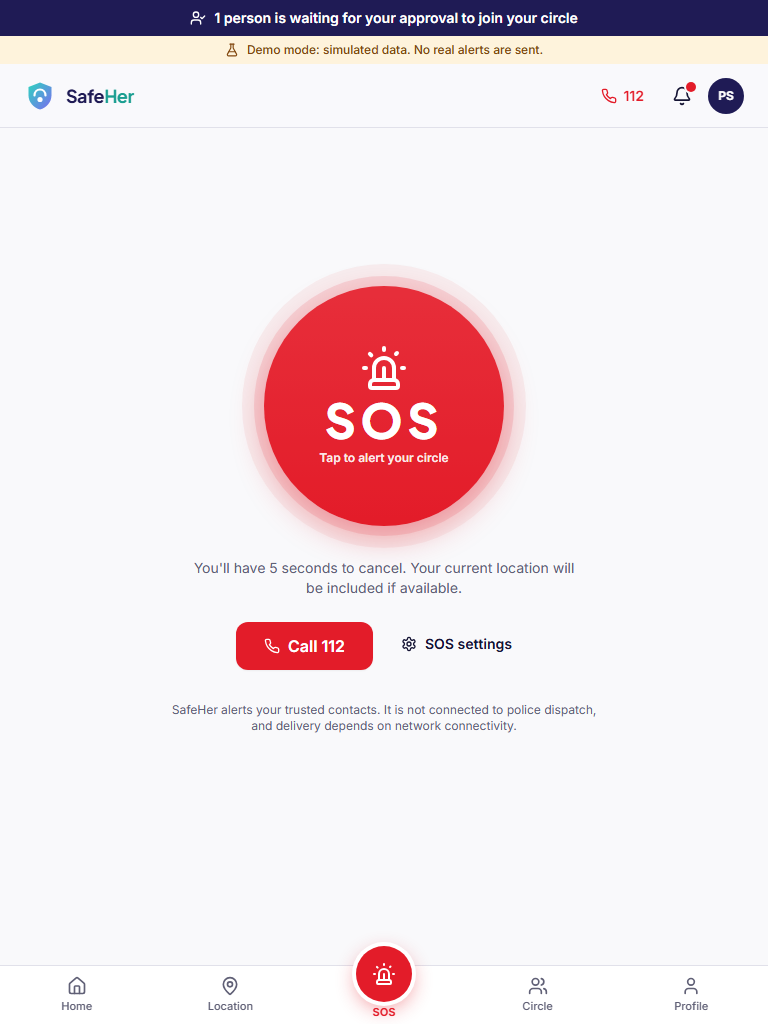 1 person is waiting for your approval to join your circle
Demo mode: simulated data. No real alerts are sent.
SafeHer
112
PS
SOS
Tap to alert your circle
You'll have 5 seconds to cancel. Your current location will
be included if available.
Call 112
SOS settings
SafeHer alerts your trusted contacts. It is not connected to police dispatch,
and delivery depends on network connectivity.
Home
Location
SOS
Circle
Profile